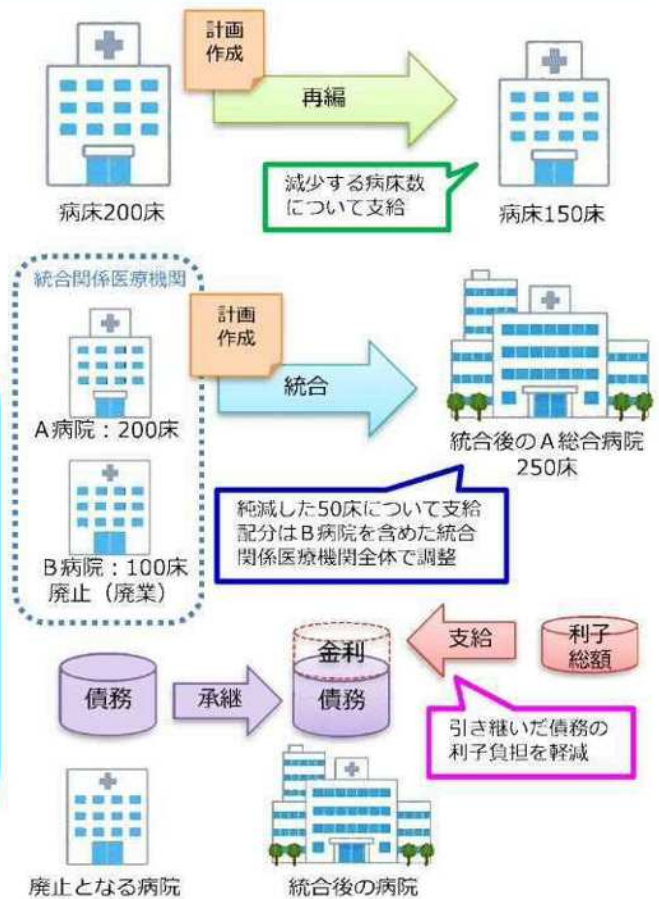 計画
作成
再編
減少する病床数
について支給
病床200床
病床150床
統合関係医療機関
計画
作成
統合
A病院：200床
統合後のA総合病院
250床
純減した50床について支給
配分はB病院を含めた統合
関係医療機関全体で調整
B病院：100床
廃止（廃業）
債務
承継
金利
債務
支給
利子
総額
引き継いだ債務の
利子負担を軽減
廃止となる病院
統合後の病院